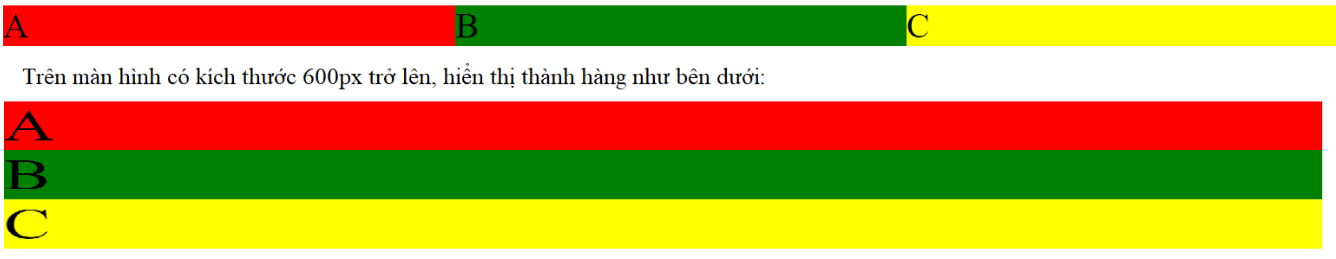 A B C
Trên màn hình có kích thước 600px trở lên, hiển thị thành hàng như bên dưới:
A
B
C